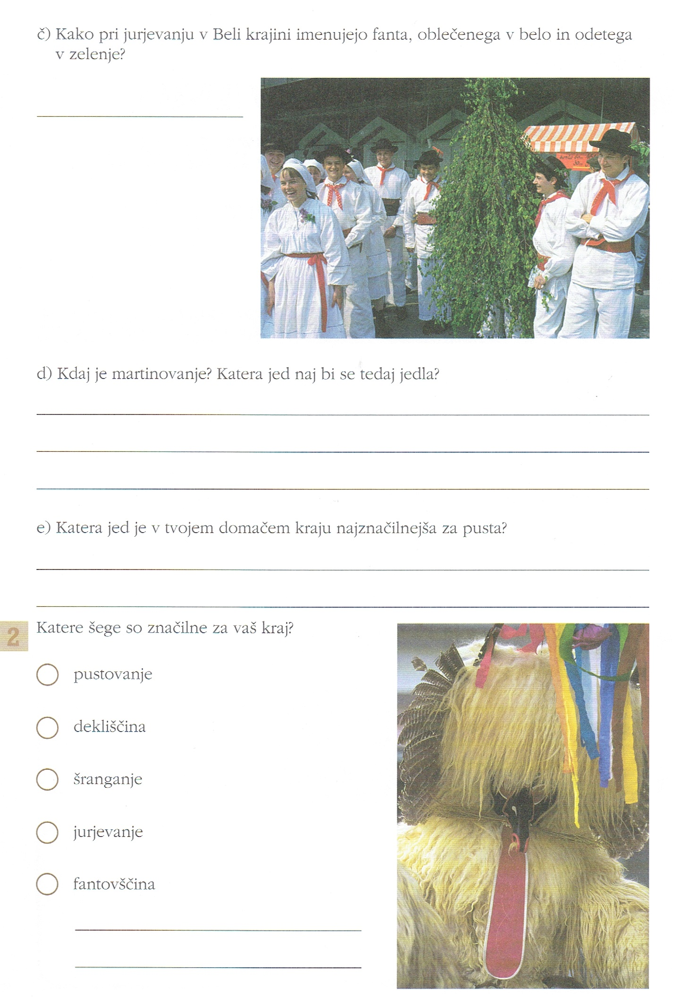 č) Kako pri jurjevanju v Beli krajini imenujejo fanta, oblečenega v belo in odetega
v zelenje?
d) Kdaj je martinovanje? Katera jed naj bi se tedaj jedla?
e) Katera jed je v tvojem domačem kraju najznačilnejša za pusta?
2
Katere šege so značilne za vaš kraj?
pustovanje
dekliščina
šranganje
jurjevanje
fantovščina